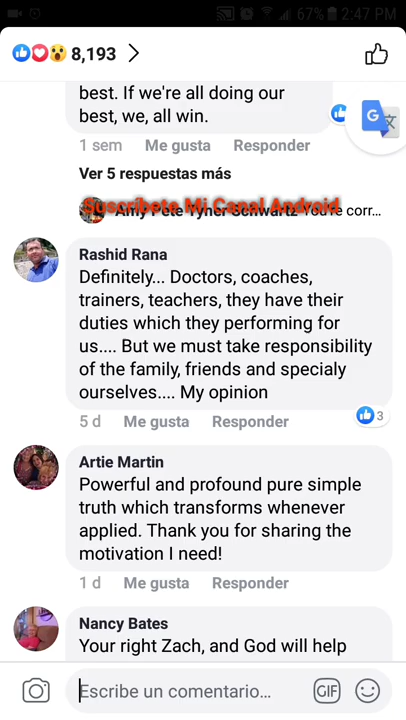 67% 2:47 PM
8,193
best. If we're all doing our
best, we, all win.
1 sem Me gusta Responder
Ver 5 respuestas más
Suscribete Mi Canal Android
Amy Pete Tyner Schwartz You're corr...
Rashid Rana
Definitely... Doctors, coaches,
trainers, teachers, they have their
duties which they performing for
us.... But we must take responsibility
of the family, friends and specialy
ourselves.... My opinion
5 d Me gusta Responder 3
Artie Martin
Powerful and profound pure simple
truth which transforms whenever
applied. Thank you for sharing the
motivation I need!
1 d Me gusta Responder
Nancy Bates
Your right Zach, and God will help
Escribe un comentario... GIF